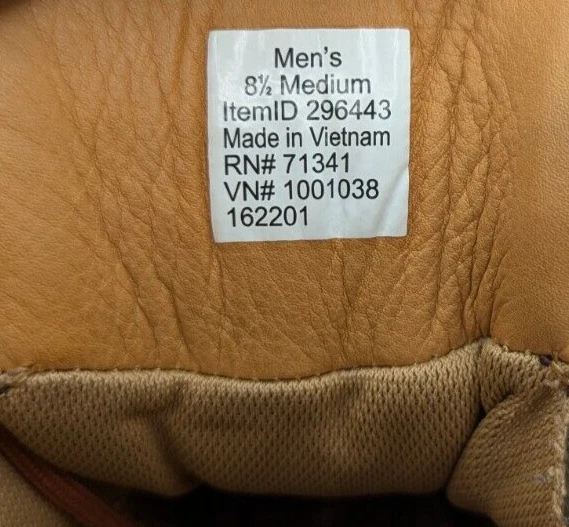 Men's
8½ Medium
ItemID 296443
Made in Vietnam
RN# 71341
VN# 1001038
162201